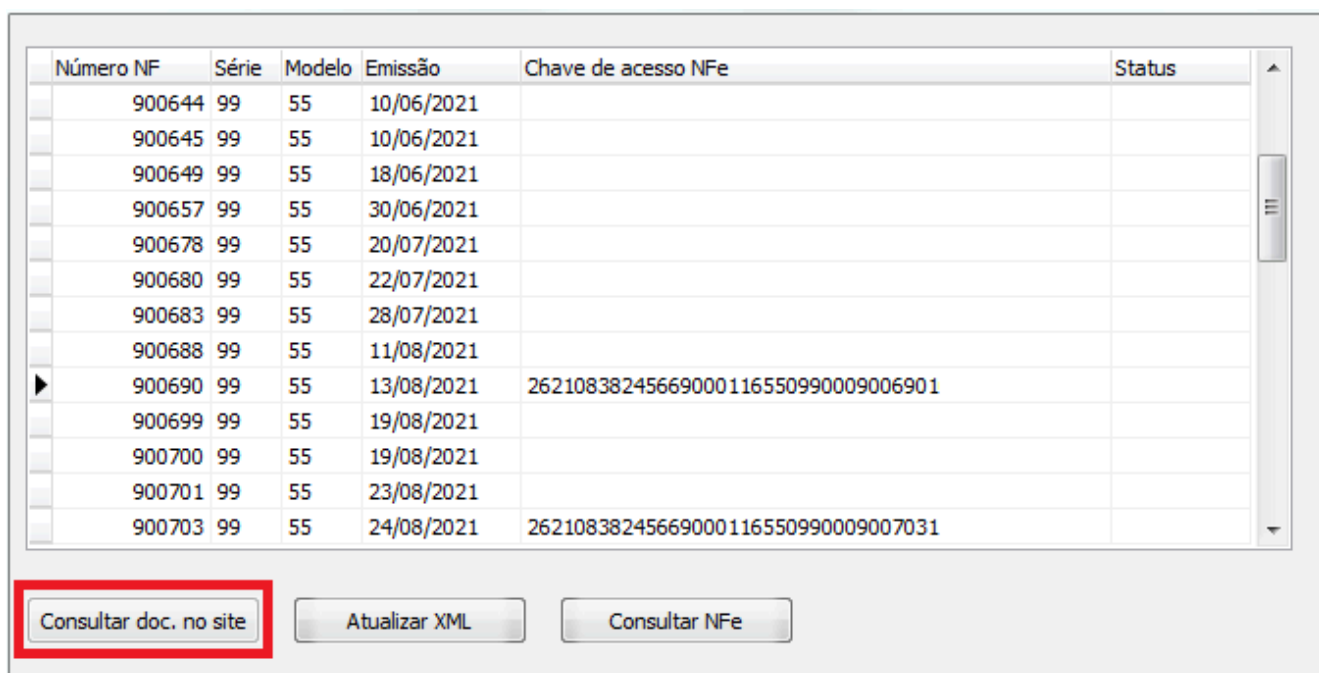 Número NF Série Modelo Emissão Chave de acesso NFe Status
900644 99 55 10/06/2021
900645 99 55 10/06/2021
900649 99 55 18/06/2021
900657 99 55 30/06/2021
900678 99 55 20/07/2021
900680 99 55 22/07/2021
900683 99 55 28/07/2021
900688 99 55 11/08/2021
900690 99 55 13/08/2021 26210838245669000116550990009006901
900699 99 55 19/08/2021
900700 99 55 19/08/2021
900701 99 55 23/08/2021
900703 99 55 24/08/2021 26210838245669000116550990009007031
Consultar doc. no site Atualizar XML Consultar NFe